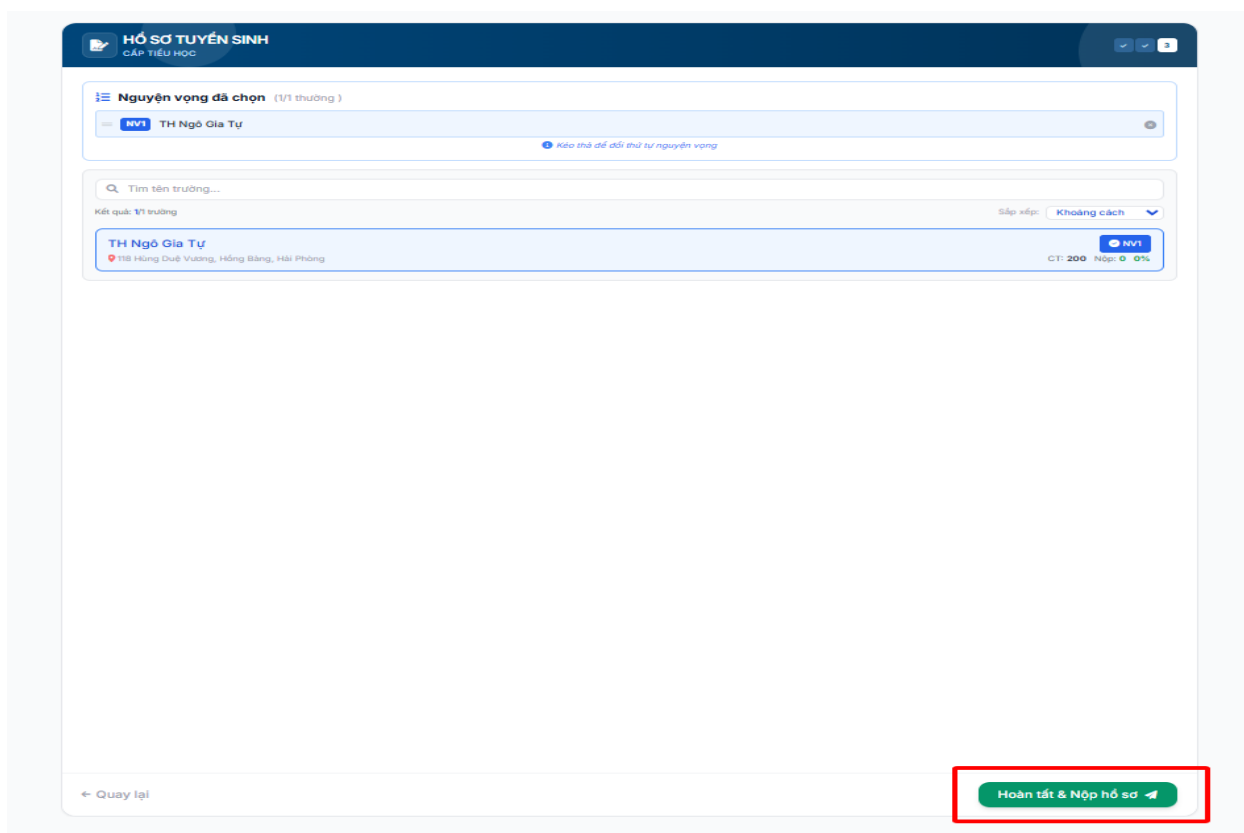 HỒ SƠ TUYỂN SINH
CẤP TIỂU HỌC
3
Nguyện vọng đã chọn (1/1 thường )
NV1 TH Ngô Gia Tự
Kéo thả để đổi thứ tự nguyện vọng
Tìm tên trường...
Kết quả: 1/1 trường
Sắp xếp: Khoảng cách
TH Ngô Gia Tự
NV1
118 Hùng Duệ Vương, Hồng Bàng, Hải Phòng
CT: 200 Nộp: 0 0%
← Quay lại
Hoàn tất & Nộp hồ sơ